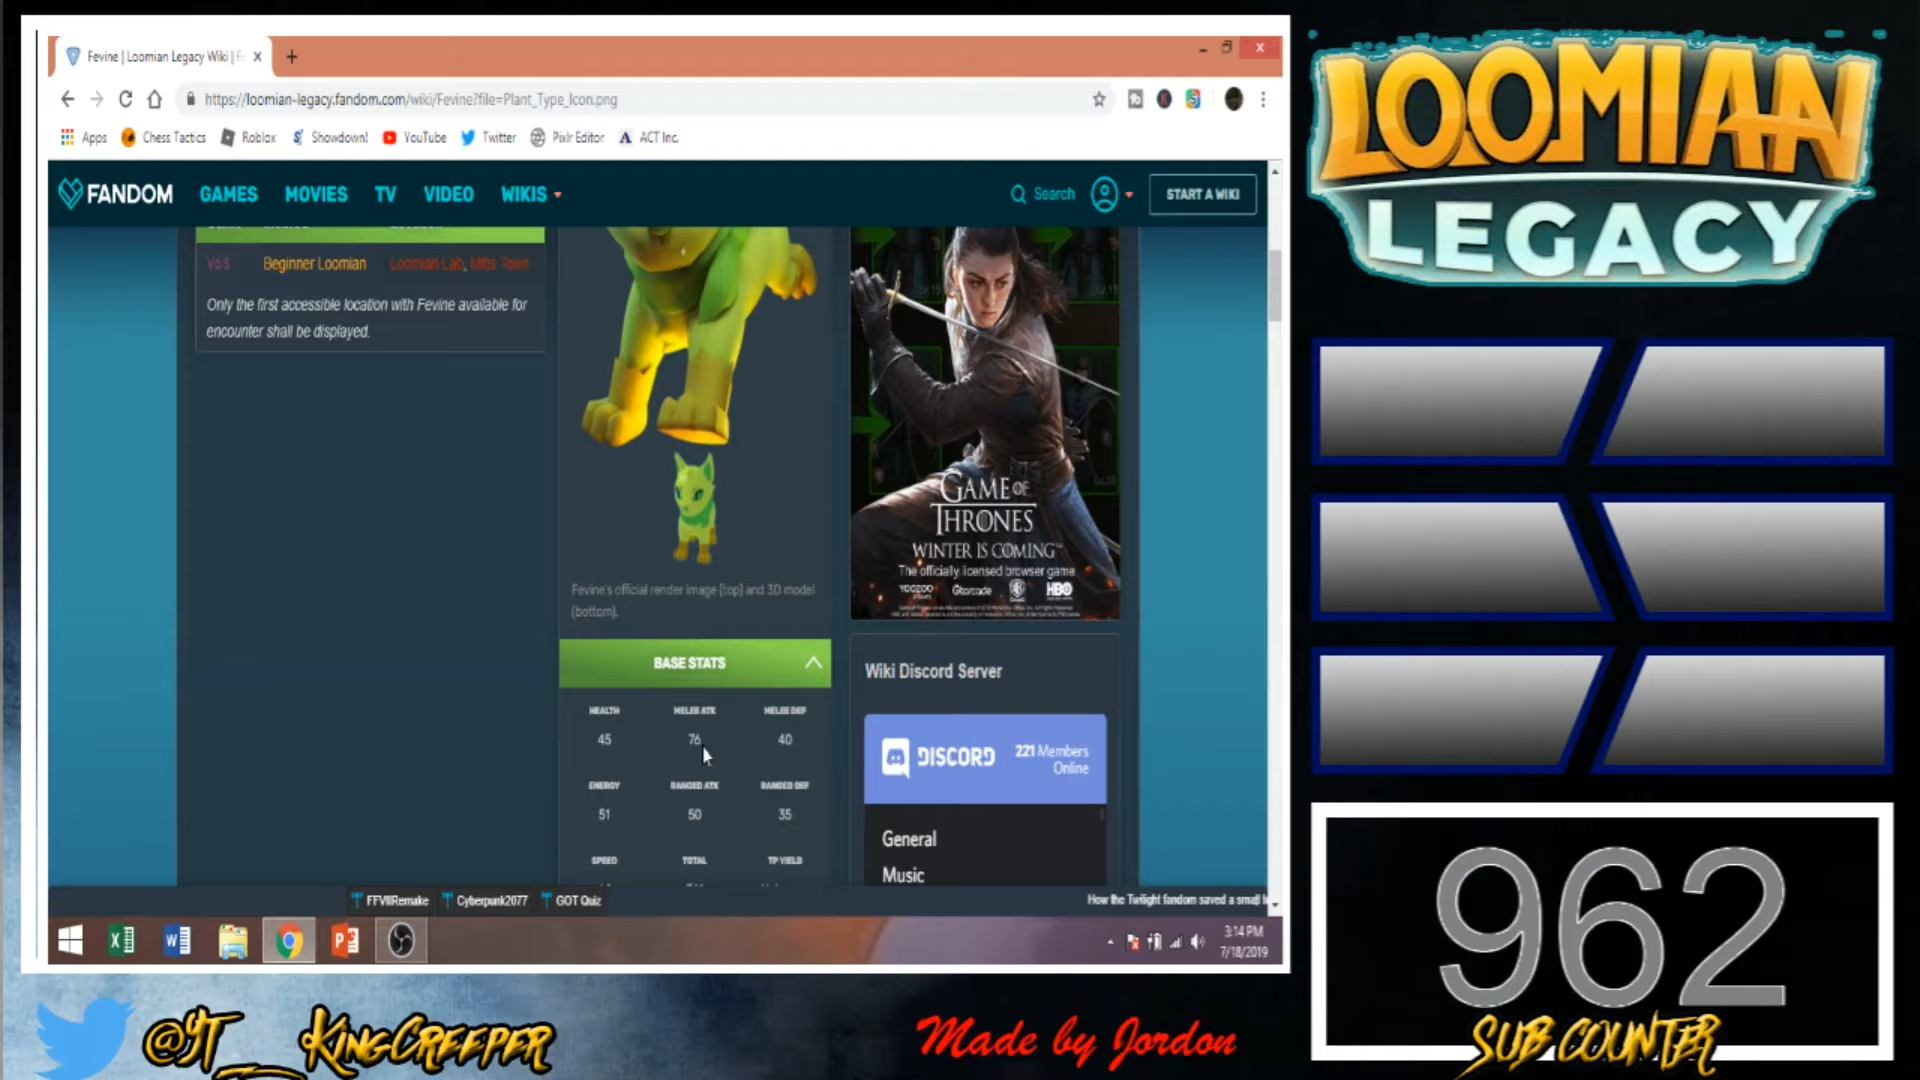 Fevine | Loomian Legacy Wiki | F
https://loomian-legacy.fandom.com/wiki/Fevine?file=Plant_Type_Icon.png
Apps Chess Tactics Roblox Showdown! YouTube Twitter Pixlr Editor ACT Inc.
FANDOM GAMES MOVIES TV VIDEO WIKIS Search START A WIKI
Beginner Loomian Loomian Lab, Mitis Town
Only the first accessible location with Fevine available for
encounter shall be displayed.
Fevine's official render image (top) and 3D model
(bottom).
BASE STATS
HEALTH MELEE ATK MELEE DEF
45 76 40
ENERGY RANGED ATK RANGED DEF
51 50 35
SPEED TOTAL TP YIELD
GAME OF
THRONES
WINTER IS COMING™
The officially licensed browser game
YOOZOO Gtarcade HBO
Wiki Discord Server
DISCORD 221 Members
Online
General
Music
FFVIIRemake Cyberpunk2077 GOT Quiz
How the Twilight fandom saved a small
3:14 PM
7/18/2019
LOOMIAN
LEGACY
962
SUB COUNTER
@YT__KingCreeper
Made by Jordon